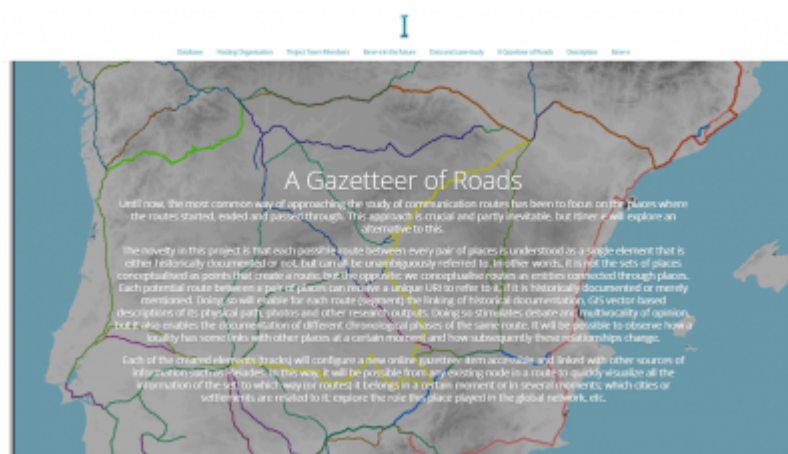 I
Database Hosting Organisation Project Team Members Itiner-e in the future Data and case-study A Gazetteer of Roads Description Itiner-e
A Gazetteer of Roads
Until now, the most common way of approaching the study of communication routes has been to focus on the places where
the routes started, ended and passed through. This approach is crucial and partly inevitable, but Itiner-e will explore an
alternative to this.
The novelty in this project is that each possible route between every pair of places is understood as a single element that is
either historically documented or not, but can all be unambiguously referred to. In other words, it is not the sets of places
conceptualised as points that create a route, but the opposite: we conceptualise routes as entities connected through places.
Each potential route between a pair of places can receive a unique URI to refer to it if it is historically documented or merely
mentioned. Doing so will enable for each route (segment) the linking of historical documentation, GIS vector-based
descriptions of its physical path, photos and other research outputs. Doing so stimulates debate and multivocality of opinion,
but it also enables the documentation of different chronological phases of the same route. It will be possible to observe how a
locality has some links with other places at a certain moment and how subsequently those relationships change.
Each of the created elements (tracks) will configure a new online gazetteer item accessible and linked with other sources of
information such as Pleiades. In this way, it will be possible from any existing node in a route to quickly visualize all the
information of the set: to which way (or routes) it belongs in a certain moment or in several moments; which cities or
settlements are related to it; explore the role this place played in the global network, etc.